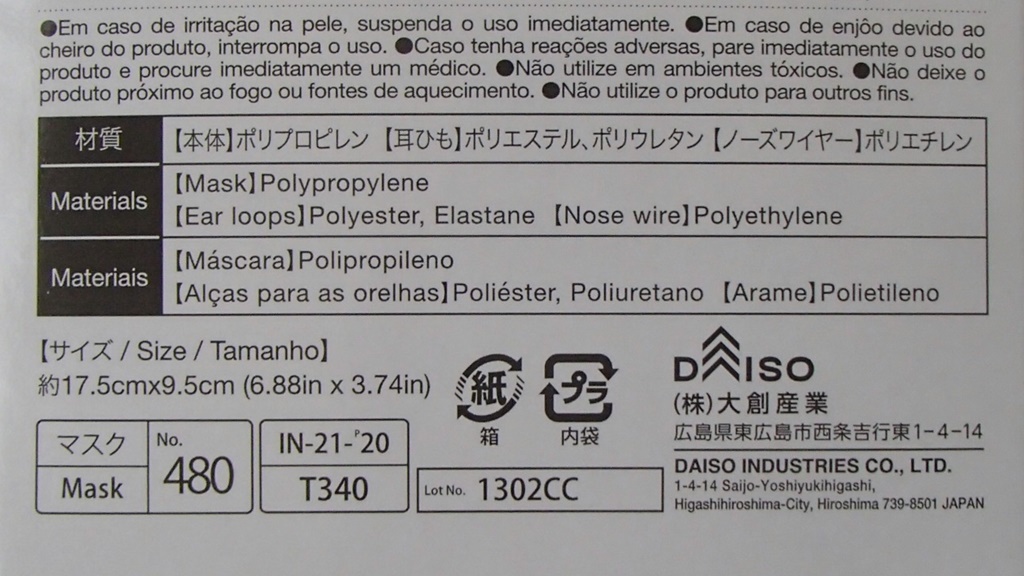 ●Em caso de irritação na pele, suspenda o uso imediatamente. ●Em caso de enjôo devido ao
cheiro do produto, interrompa o uso. ●Caso tenha reações adversas, pare imediatamente o uso do
produto e procure imediatamente um médico. ●Não utilize em ambientes tóxicos. ●Não deixe o
produto próximo ao fogo ou fontes de aquecimento. ●Não utilize o produto para outros fins.
材質 【本体】ポリプロピレン 【耳ひも】ポリエステル、ポリウレタン 【ノーズワイヤー】ポリエチレン
Materials
【Mask】Polypropylene
【Ear loops】Polyester, Elastane 【Nose wire】Polyethylene
Materiais
【Máscara】Polipropileno
【Alças para as orelhas】Poliéster, Poliuretano 【Arame】Polietileno
【サイズ / Size / Tamanho】
約17.5cmx9.5cm (6.88in x 3.74in)
マスク
Mask
No.
480
IN-21-P20
T340
紙
箱
プラ
内袋
Lot No. 1302CC
DAISO
(株)大創産業
広島県東広島市西条吉行東1-4-14
DAISO INDUSTRIES CO., LTD.
1-4-14 Saijo-Yoshiyukihigashi,
Higashihiroshima-City, Hiroshima 739-8501 JAPAN